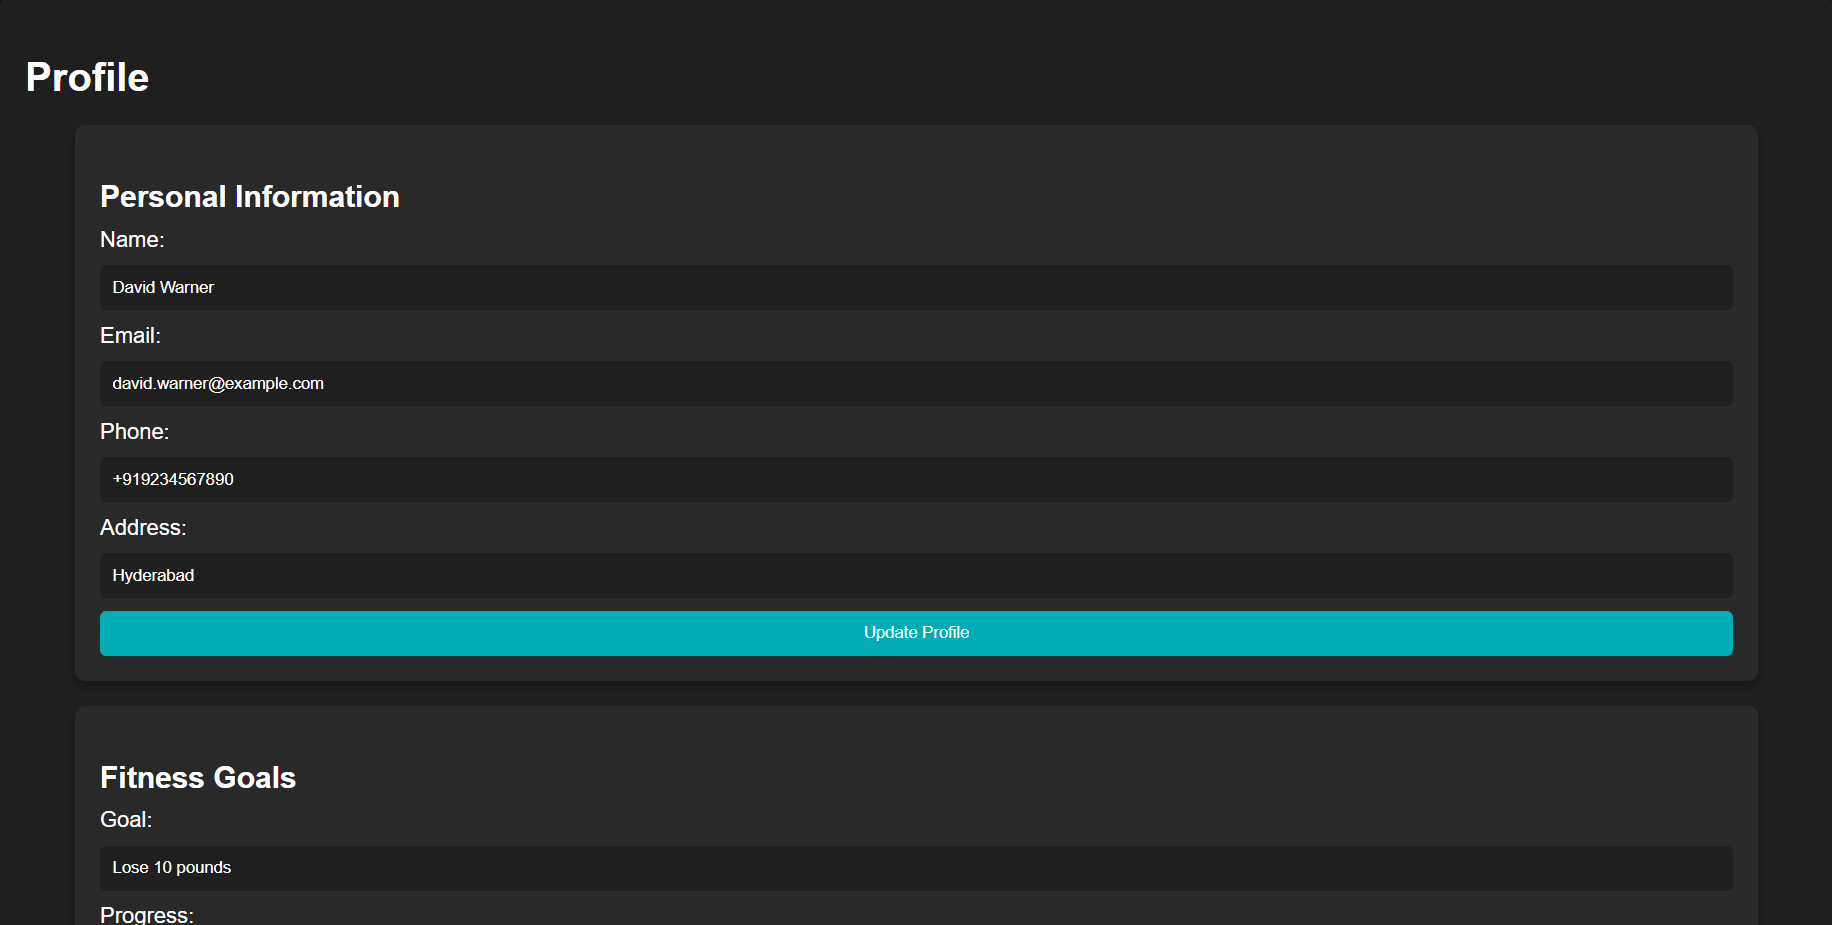 Profile
Personal Information
Name:
David Warner
Email:
david.warner@example.com
Phone:
+919234567890
Address:
Hyderabad
Update Profile
Fitness Goals
Goal:
Lose 10 pounds
Progress: